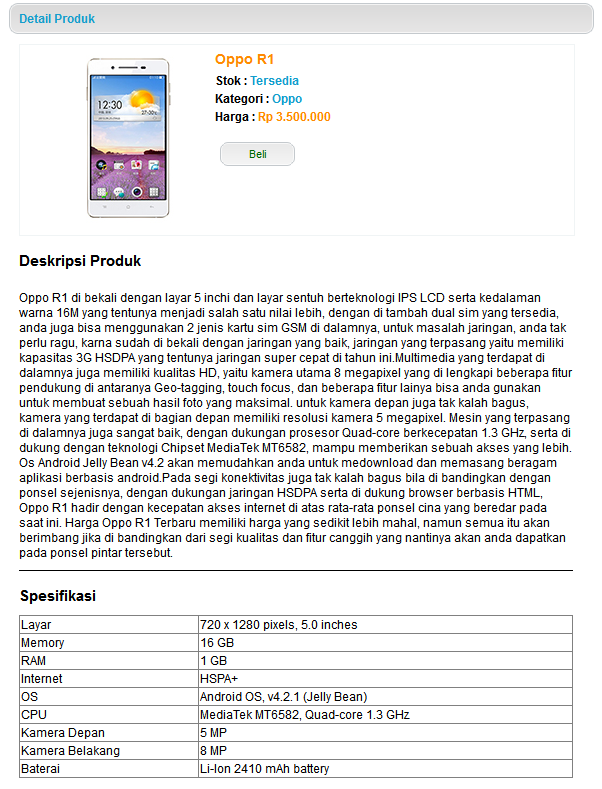 Detail Produk
Oppo R1
Stok : Tersedia
Kategori : Oppo
Harga : Rp 3.500.000
12:30
27-30°c
Beli
Deskripsi Produk
Oppo R1 di bekali dengan layar 5 inchi dan layar sentuh berteknologi IPS LCD serta kedalaman
warna 16M yang tentunya menjadi salah satu nilai lebih, dengan di tambah dual sim yang tersedia,
anda juga bisa menggunakan 2 jenis kartu sim GSM di dalamnya, untuk masalah jaringan, anda tak
perlu ragu, karna sudah di bekali dengan jaringan yang baik, jaringan yang terpasang yaitu memiliki
kapasitas 3G HSDPA yang tentunya jaringan super cepat di tahun ini.Multimedia yang terdapat di
dalamnya juga memiliki kualitas HD, yaitu kamera utama 8 megapixel yang di lengkapi beberapa fitur
pendukung di antaranya Geo-tagging, touch focus, dan beberapa fitur lainya bisa anda gunakan
untuk membuat sebuah hasil foto yang maksimal. untuk kamera depan juga tak kalah bagus,
kamera yang terdapat di bagian depan memiliki resolusi kamera 5 megapixel. Mesin yang terpasang
di dalamnya juga sangat baik, dengan dukungan prosesor Quad-core berkecepatan 1.3 GHz, serta di
dukung dengan teknologi Chipset MediaTek MT6582, mampu memberikan sebuah akses yang lebih.
Os Android Jelly Bean v4.2 akan memudahkan anda untuk medownload dan memasang beragam
aplikasi berbasis android.Pada segi konektivitas juga tak kalah bagus bila di bandingkan dengan
ponsel sejenisnya, dengan dukungan jaringan HSDPA serta di dukung browser berbasis HTML,
Oppo R1 hadir dengan kecepatan akses internet di atas rata-rata ponsel cina yang beredar pada
saat ini. Harga Oppo R1 Terbaru memiliki harga yang sedikit lebih mahal, namun semua itu akan
berimbang jika di bandingkan dari segi kualitas dan fitur canggih yang nantinya akan anda dapatkan
pada ponsel pintar tersebut.
Spesifikasi
Layar 720 x 1280 pixels, 5.0 inches
Memory 16 GB
RAM 1 GB
Internet HSPA+
OS Android OS, v4.2.1 (Jelly Bean)
CPU MediaTek MT6582, Quad-core 1.3 GHz
Kamera Depan 5 MP
Kamera Belakang 8 MP
Baterai Li-Ion 2410 mAh battery